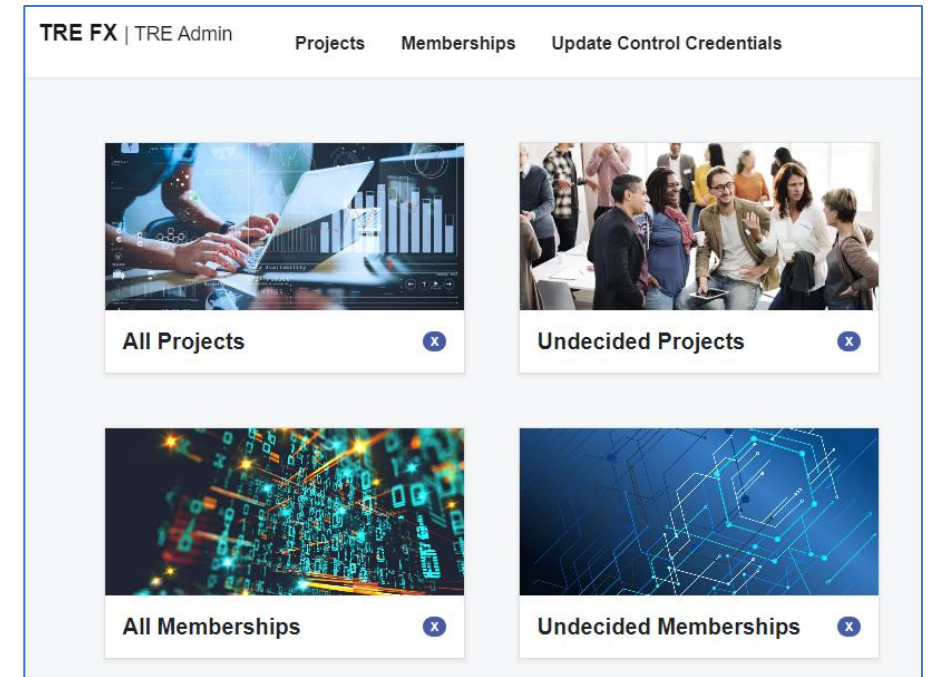 TRE FX | TRE Admin Projects Memberships Update Control Credentials
All Projects X
Undecided Projects X
All Memberships X
Undecided Memberships X